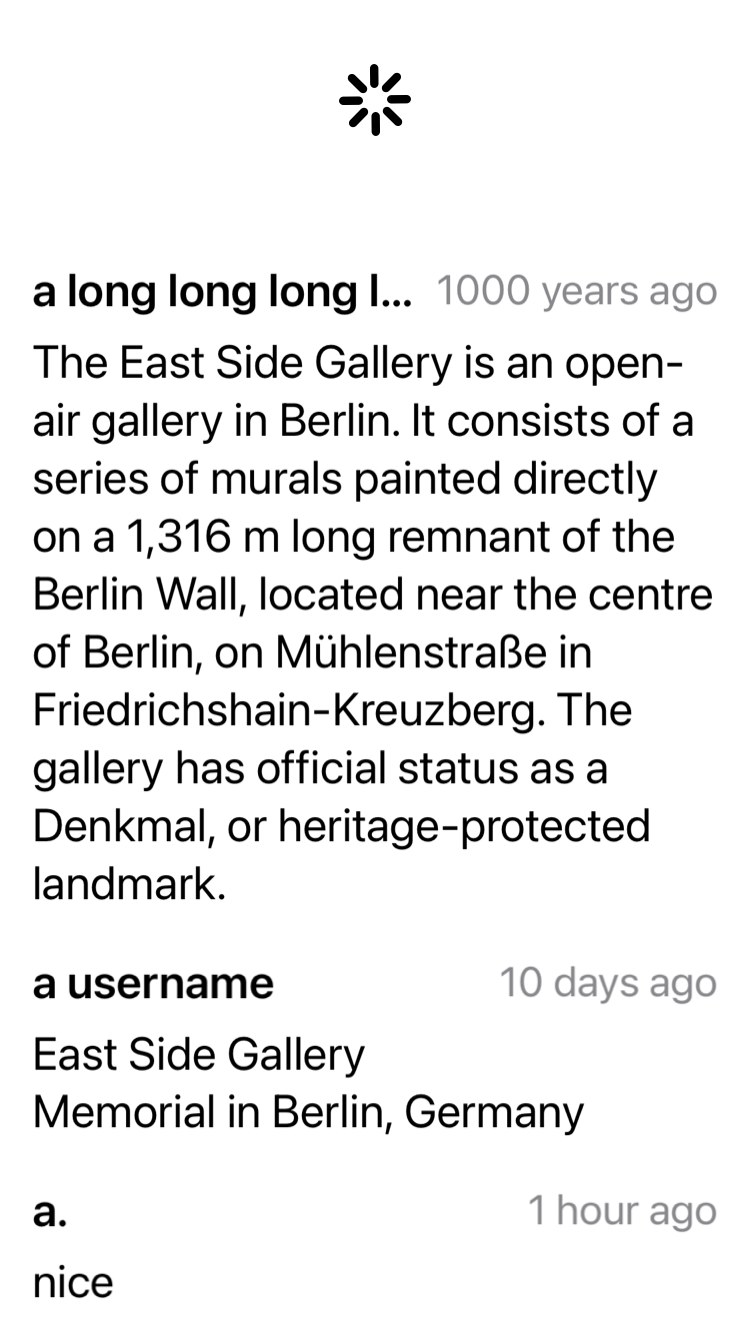 a long long long l...
1000 years ago
The East Side Gallery is an open-
air gallery in Berlin. It consists of a
series of murals painted directly
on a 1,316 m long remnant of the
Berlin Wall, located near the centre
of Berlin, on Mühlenstraße in
Friedrichshain-Kreuzberg. The
gallery has official status as a
Denkmal, or heritage-protected
landmark.
a username
10 days ago
East Side Gallery
Memorial in Berlin, Germany
a.
1 hour ago
nice